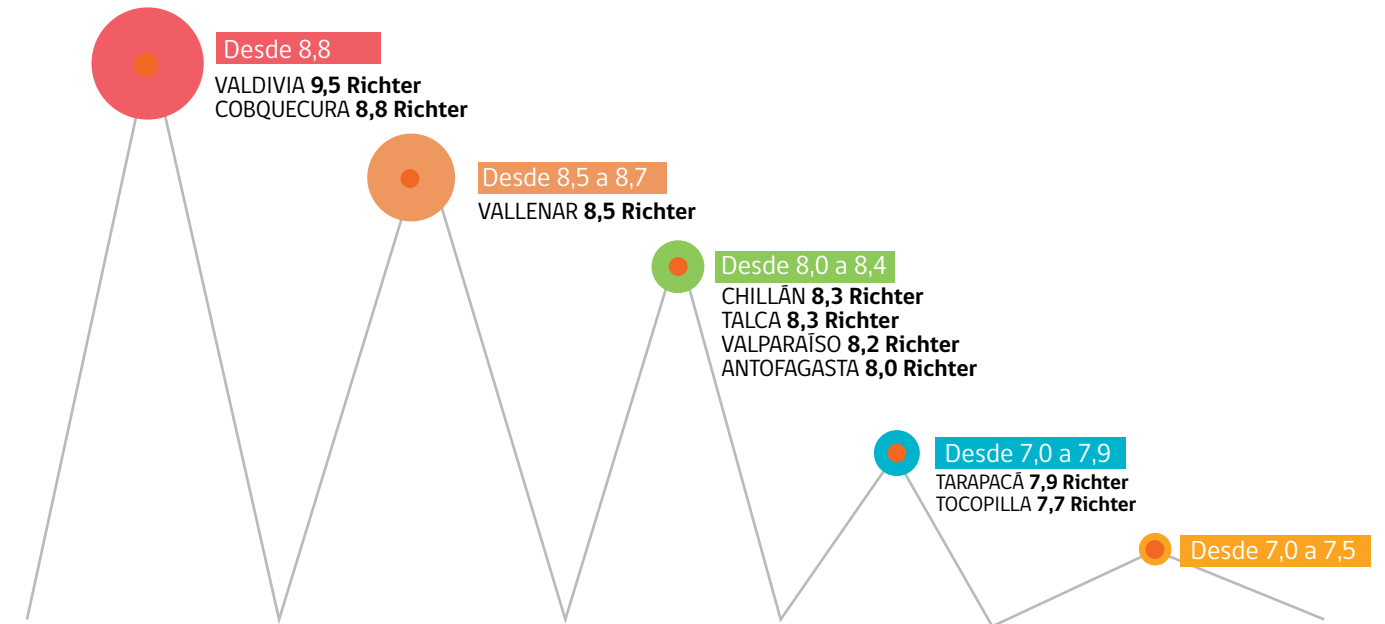 Desde 8,8
VALDIVIA 9,5 Richter
COBQUECURA 8,8 Richter
Desde 8,5 a 8,7
VALLENAR 8,5 Richter
Desde 8,0 a 8,4
CHILLÁN 8,3 Richter
TALCA 8,3 Richter
VALPARAÍSO 8,2 Richter
ANTOFAGASTA 8,0 Richter
Desde 7,0 a 7,9
TARAPACÁ 7,9 Richter
TOCOPILLA 7,7 Richter
Desde 7,0 a 7,5